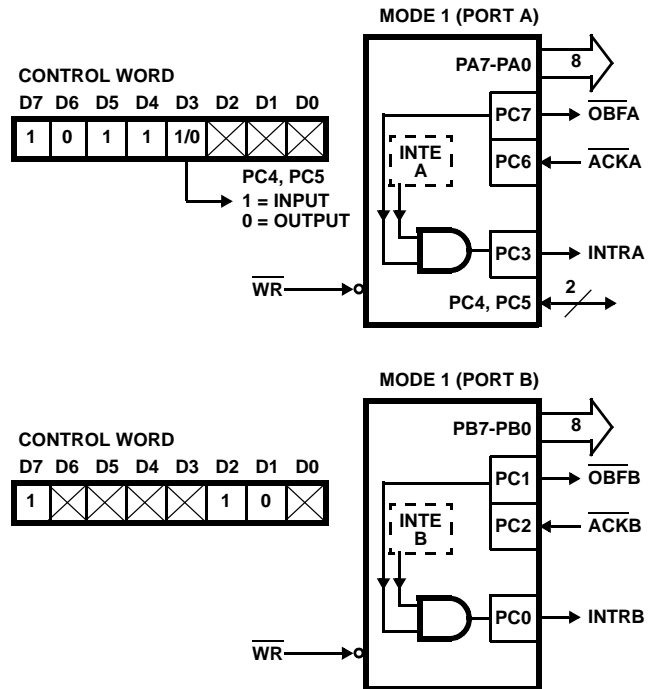 MODE 1 (PORT A)
CONTROL WORD
D7 D6 D5 D4 D3 D2 D1 D0
1 0 1 1 1/0
PC4, PC5
1 = INPUT
0 = OUTPUT
PA7-PA0
8
PC7
OBFA
INTE
A
PC6
ACKA
PC3
INTRA
WR
PC4, PC5
2
MODE 1 (PORT B)
CONTROL WORD
D7 D6 D5 D4 D3 D2 D1 D0
1 1 0
PB7-PB0
8
PC1
OBFB
INTE
B
PC2
ACKB
PC0
INTRB
WR